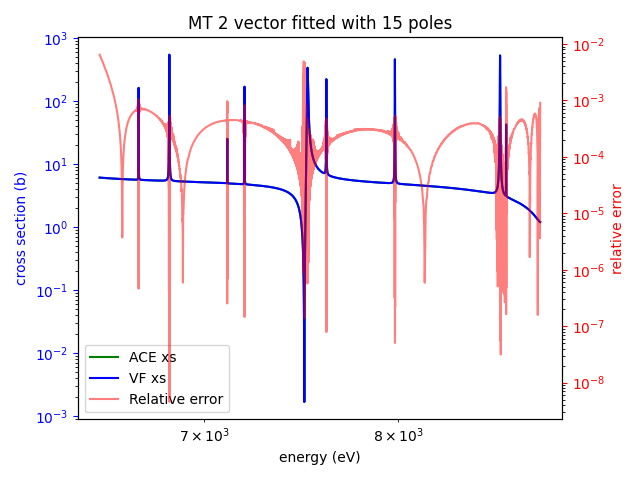 MT 2 vector fitted with 15 poles
cross section (b)
10³
10²
10¹
10⁰
10⁻¹
10⁻²
10⁻³
10⁻²
10⁻³
10⁻⁴
10⁻⁵
10⁻⁶
10⁻⁷
10⁻⁸
relative error
ACE xs
VF xs
Relative error
7 × 10³
8 × 10³
energy (eV)